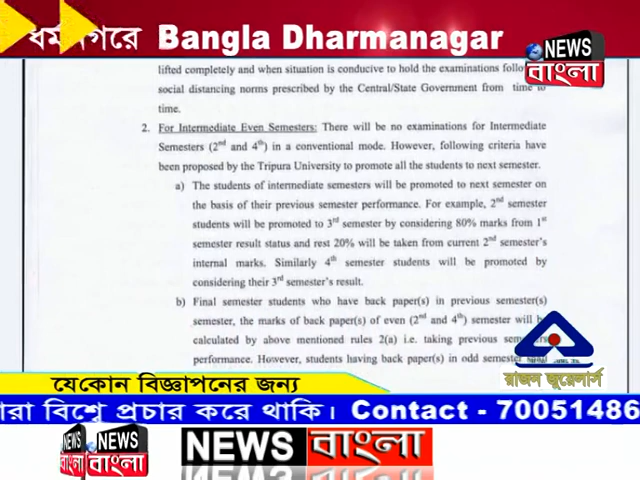 ধর্মনগরে Bangla Dharmanagar
NEWS
বাংলা
lifted completely and when situation is conducive to hold the examinations
social distancing norms prescribed by the Central/State Government from time to
time.
2. For Intermediate Even Semesters: There will be no examinations for Intermediate
Semesters (2nd and 4th) in a conventional mode. However, following criteria have
been proposed by the Tripura University to promote all the students to next semester.
a) The students of intermediate semesters will be promoted to next semester on
the basis of their previous semester performance. For example, 2nd semester
students will be promoted to 3rd semester by considering 80% marks from 1st
semester result status and rest 20% will be taken from current 2nd semester's
internal marks. Similarly 4th semester students will be promoted by
considering their 3rd semester's result.
b) Final semester students who have back paper(s) in previous semester(s)
semester, the marks of back paper(s) of even (2nd and 4th) semester will be
calculated by above mentioned rules 2(a) i.e. taking previous
performance. However, students having back paper(s) in odd semester
রাজন জুয়েলার্স
যেকোন বিজ্ঞাপনের জন্য
রা বিশ্বে প্রচার করে থাকি। Contact - 70051486
NEWS
বাংলা
NEWS
বাংলা
NEWS বাংলা